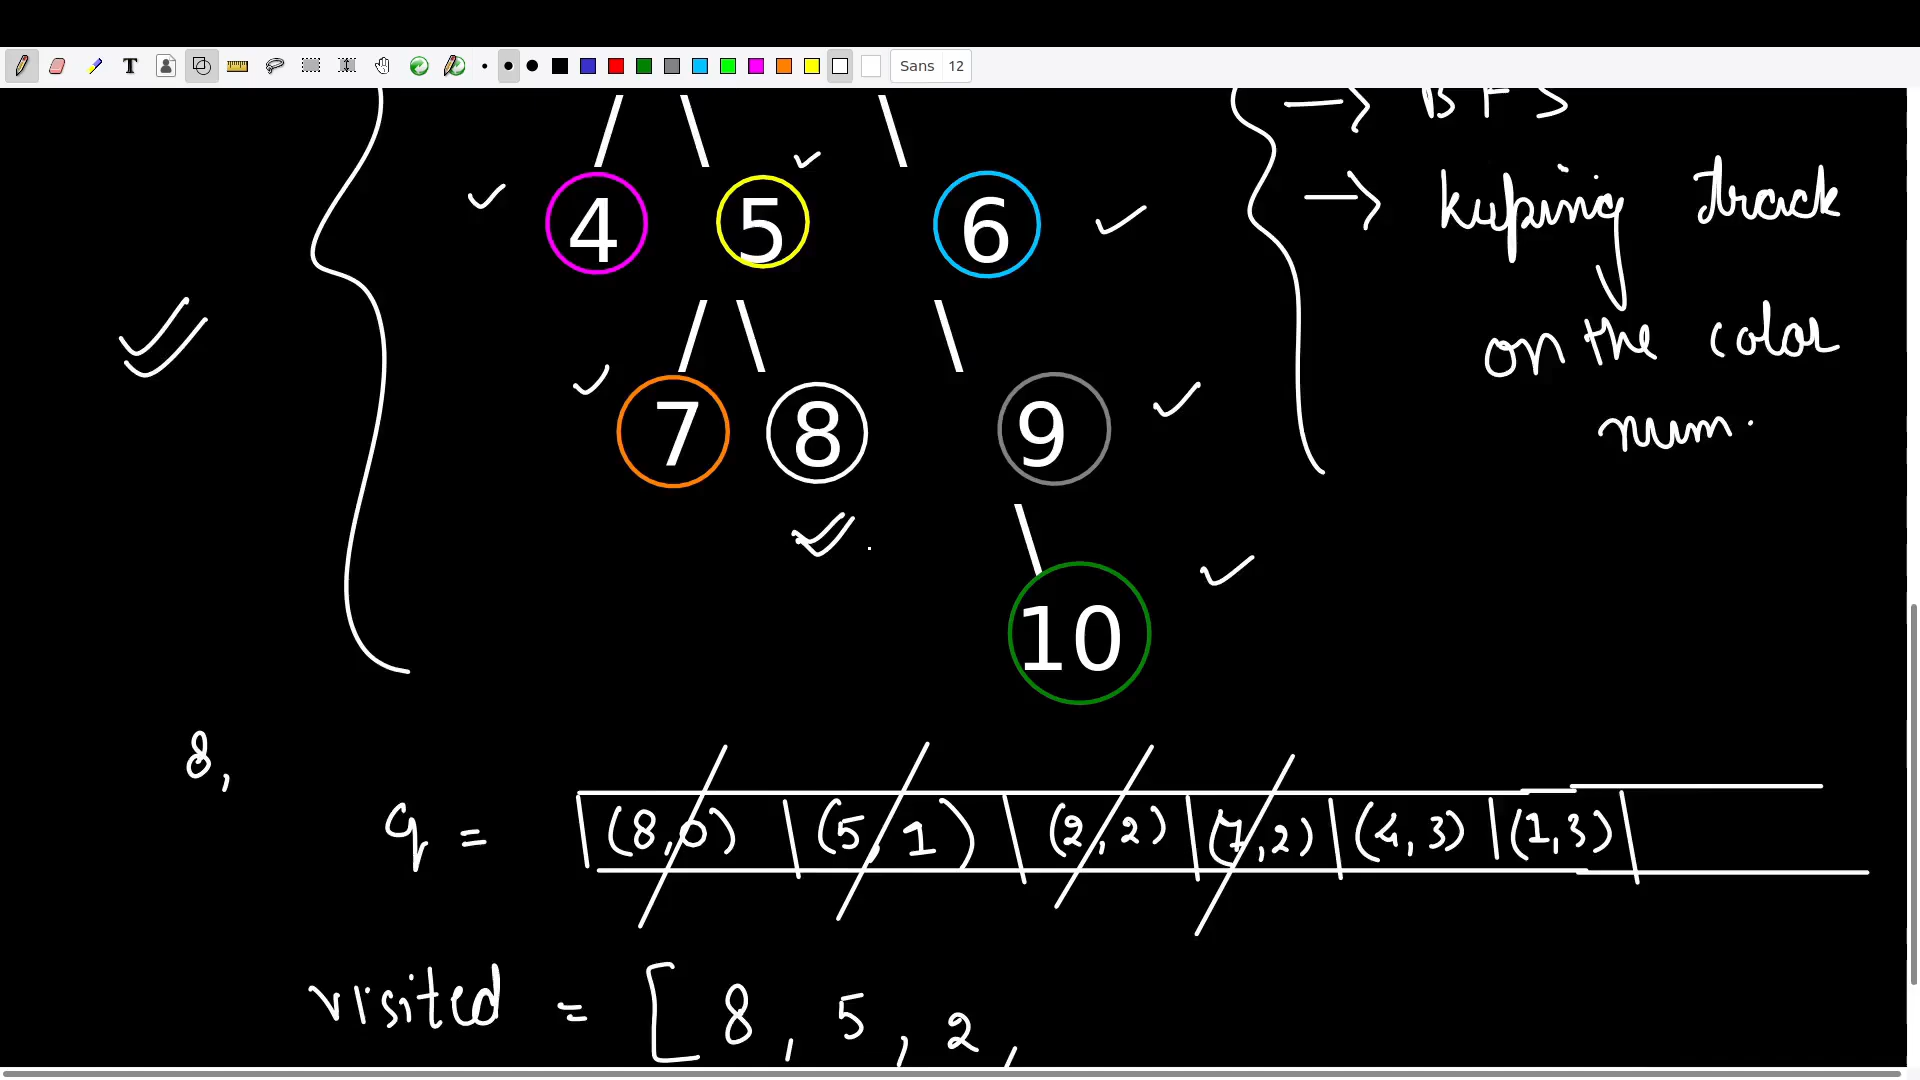 T Sans 12
→ BFS
4 5 6 → keeping track
on the color
7 8 9 num.
10
8,
q = | (8,0) | (5,1) | (2,2) | (7,2) | (4,3) | (1,3) |
visited = [ 8, 5, 2,